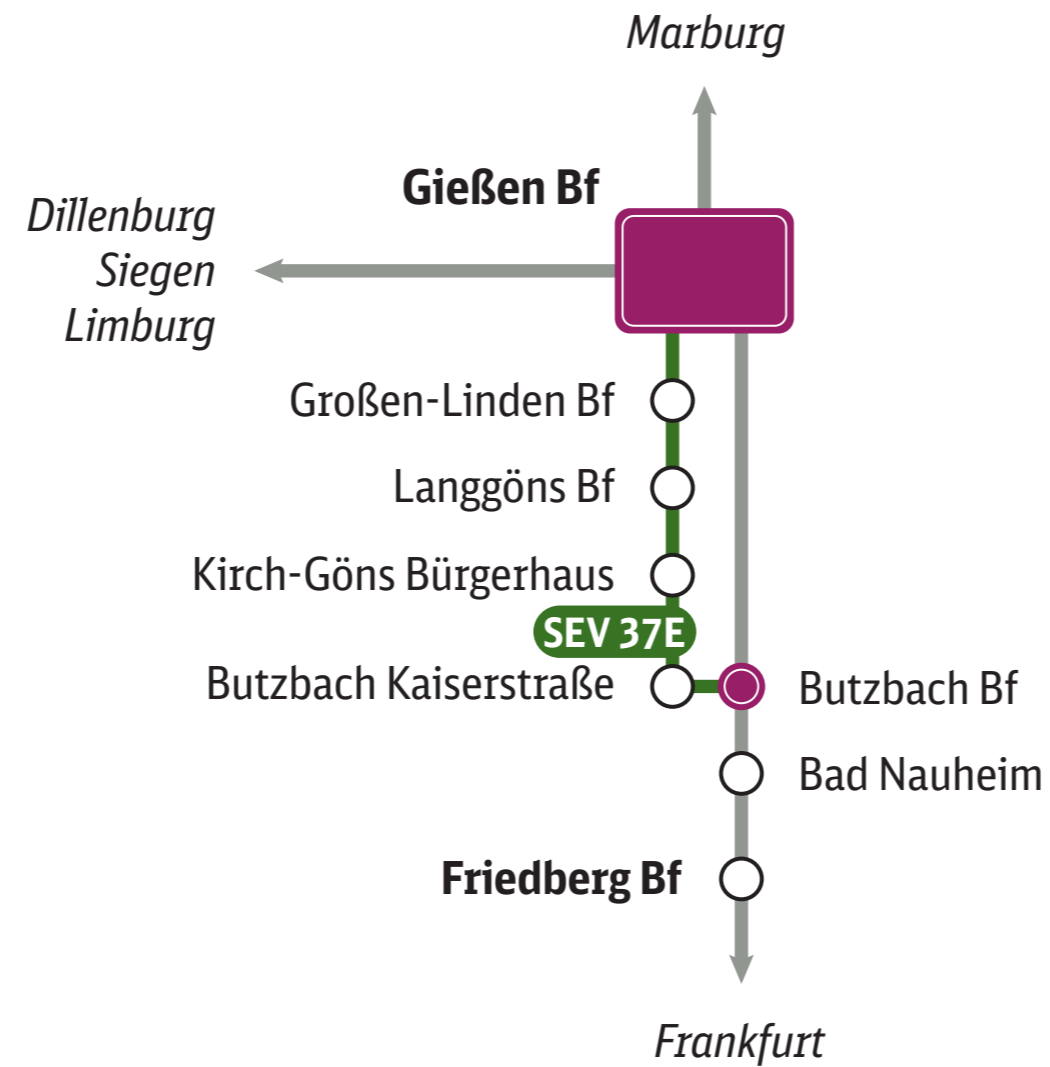 Marburg
Gießen Bf
Dillenburg
Siegen
Limburg
Großen-Linden Bf
Langgöns Bf
Kirch-Göns Bürgerhaus
SEV 37E
Butzbach Kaiserstraße
Butzbach Bf
Bad Nauheim
Friedberg Bf
Frankfurt